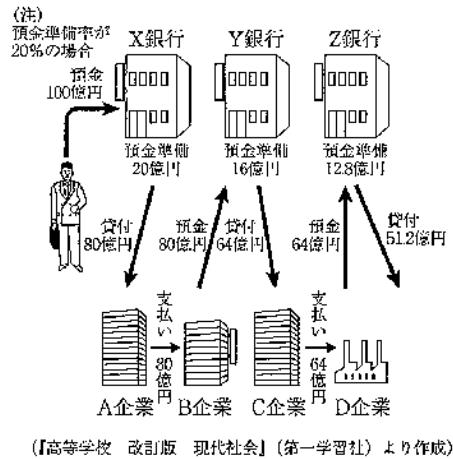 (注)
預金準備率が
20%の場合
X銀行
Y銀行
Z銀行
預金
100億円
預金準備
20億円
預金準備
16億円
預金準備
12.8億円
貸付
80億円
預金
80億円
貸付
64億円
預金
64億円
貸付
51.2億円
支払い
80億円
支払い
64億円
A企業
B企業
C企業
D企業
(『高等学校 改訂版 現代社会』(第一学習社)より作成)